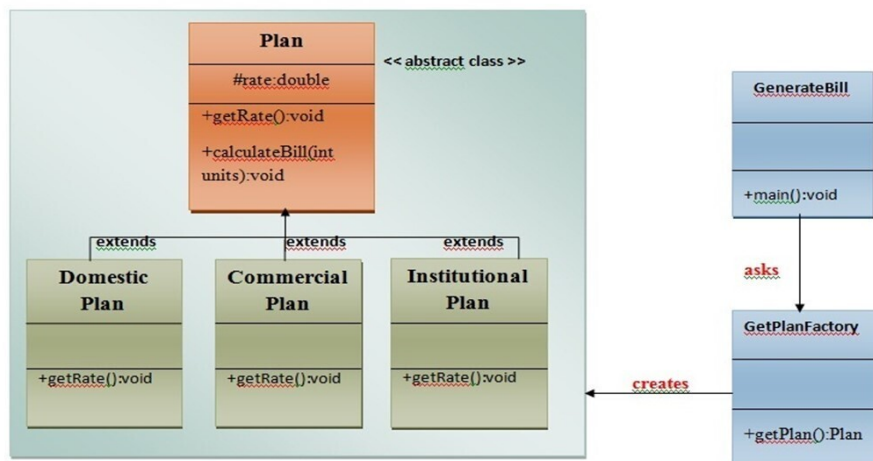 Plan
<< abstract class >>
#rate:double
+getRate():void
+calculateBill(int
units):void
extends
extends
extends
Domestic
Plan
+getRate():void
Commercial
Plan
+getRate():void
Institutional
Plan
+getRate():void
GenerateBill
+main():void
asks
GetPlanFactory
+getPlan():Plan
creates